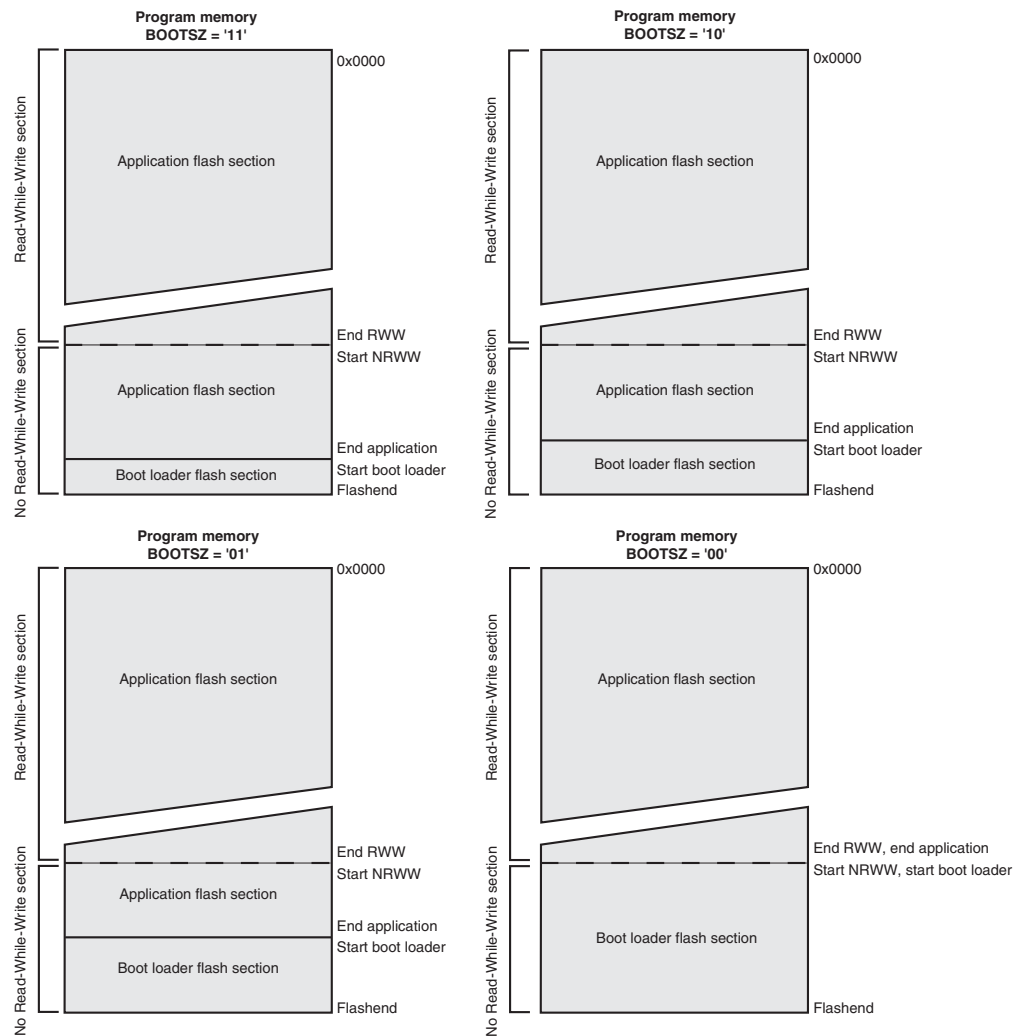 Program memory
BOOTSZ = '11'
0x0000
Read-While-Write section
Application flash section
End RWW
Start NRWW
No Read-While-Write section
Application flash section
End application
Start boot loader
Boot loader flash section
Flashend
Program memory
BOOTSZ = '10'
0x0000
Read-While-Write section
Application flash section
End RWW
Start NRWW
No Read-While-Write section
Application flash section
End application
Start boot loader
Boot loader flash section
Flashend
Program memory
BOOTSZ = '01'
0x0000
Read-While-Write section
Application flash section
End RWW
Start NRWW
No Read-While-Write section
Application flash section
End application
Start boot loader
Boot loader flash section
Flashend
Program memory
BOOTSZ = '00'
0x0000
Read-While-Write section
Application flash section
End RWW, end application
Start NRWW, start boot loader
No Read-While-Write section
Boot loader flash section
Flashend